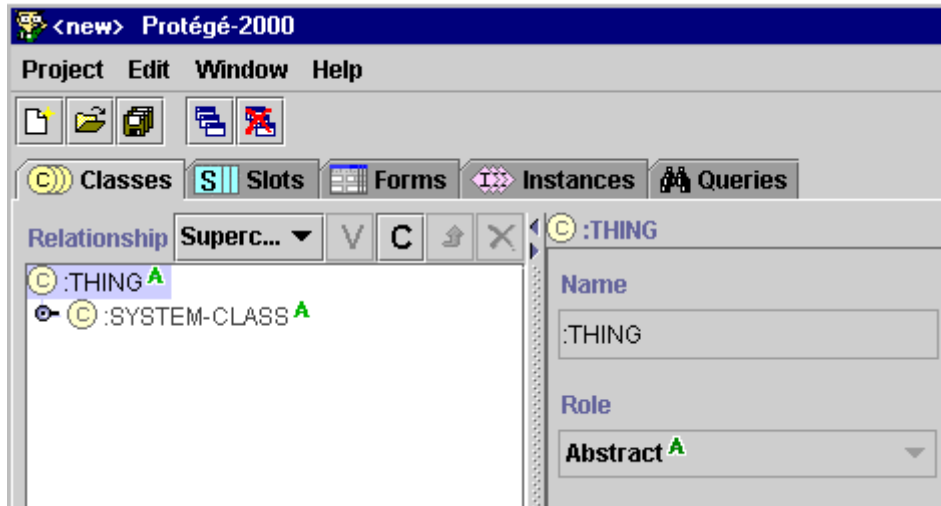 <new> Protégé-2000
Project Edit Window Help
C Classes S Slots Forms I Instances Queries
Relationship Superc... V C
C :THING
C :THING A
C :SYSTEM-CLASS A
Name
:THING
Role
Abstract A